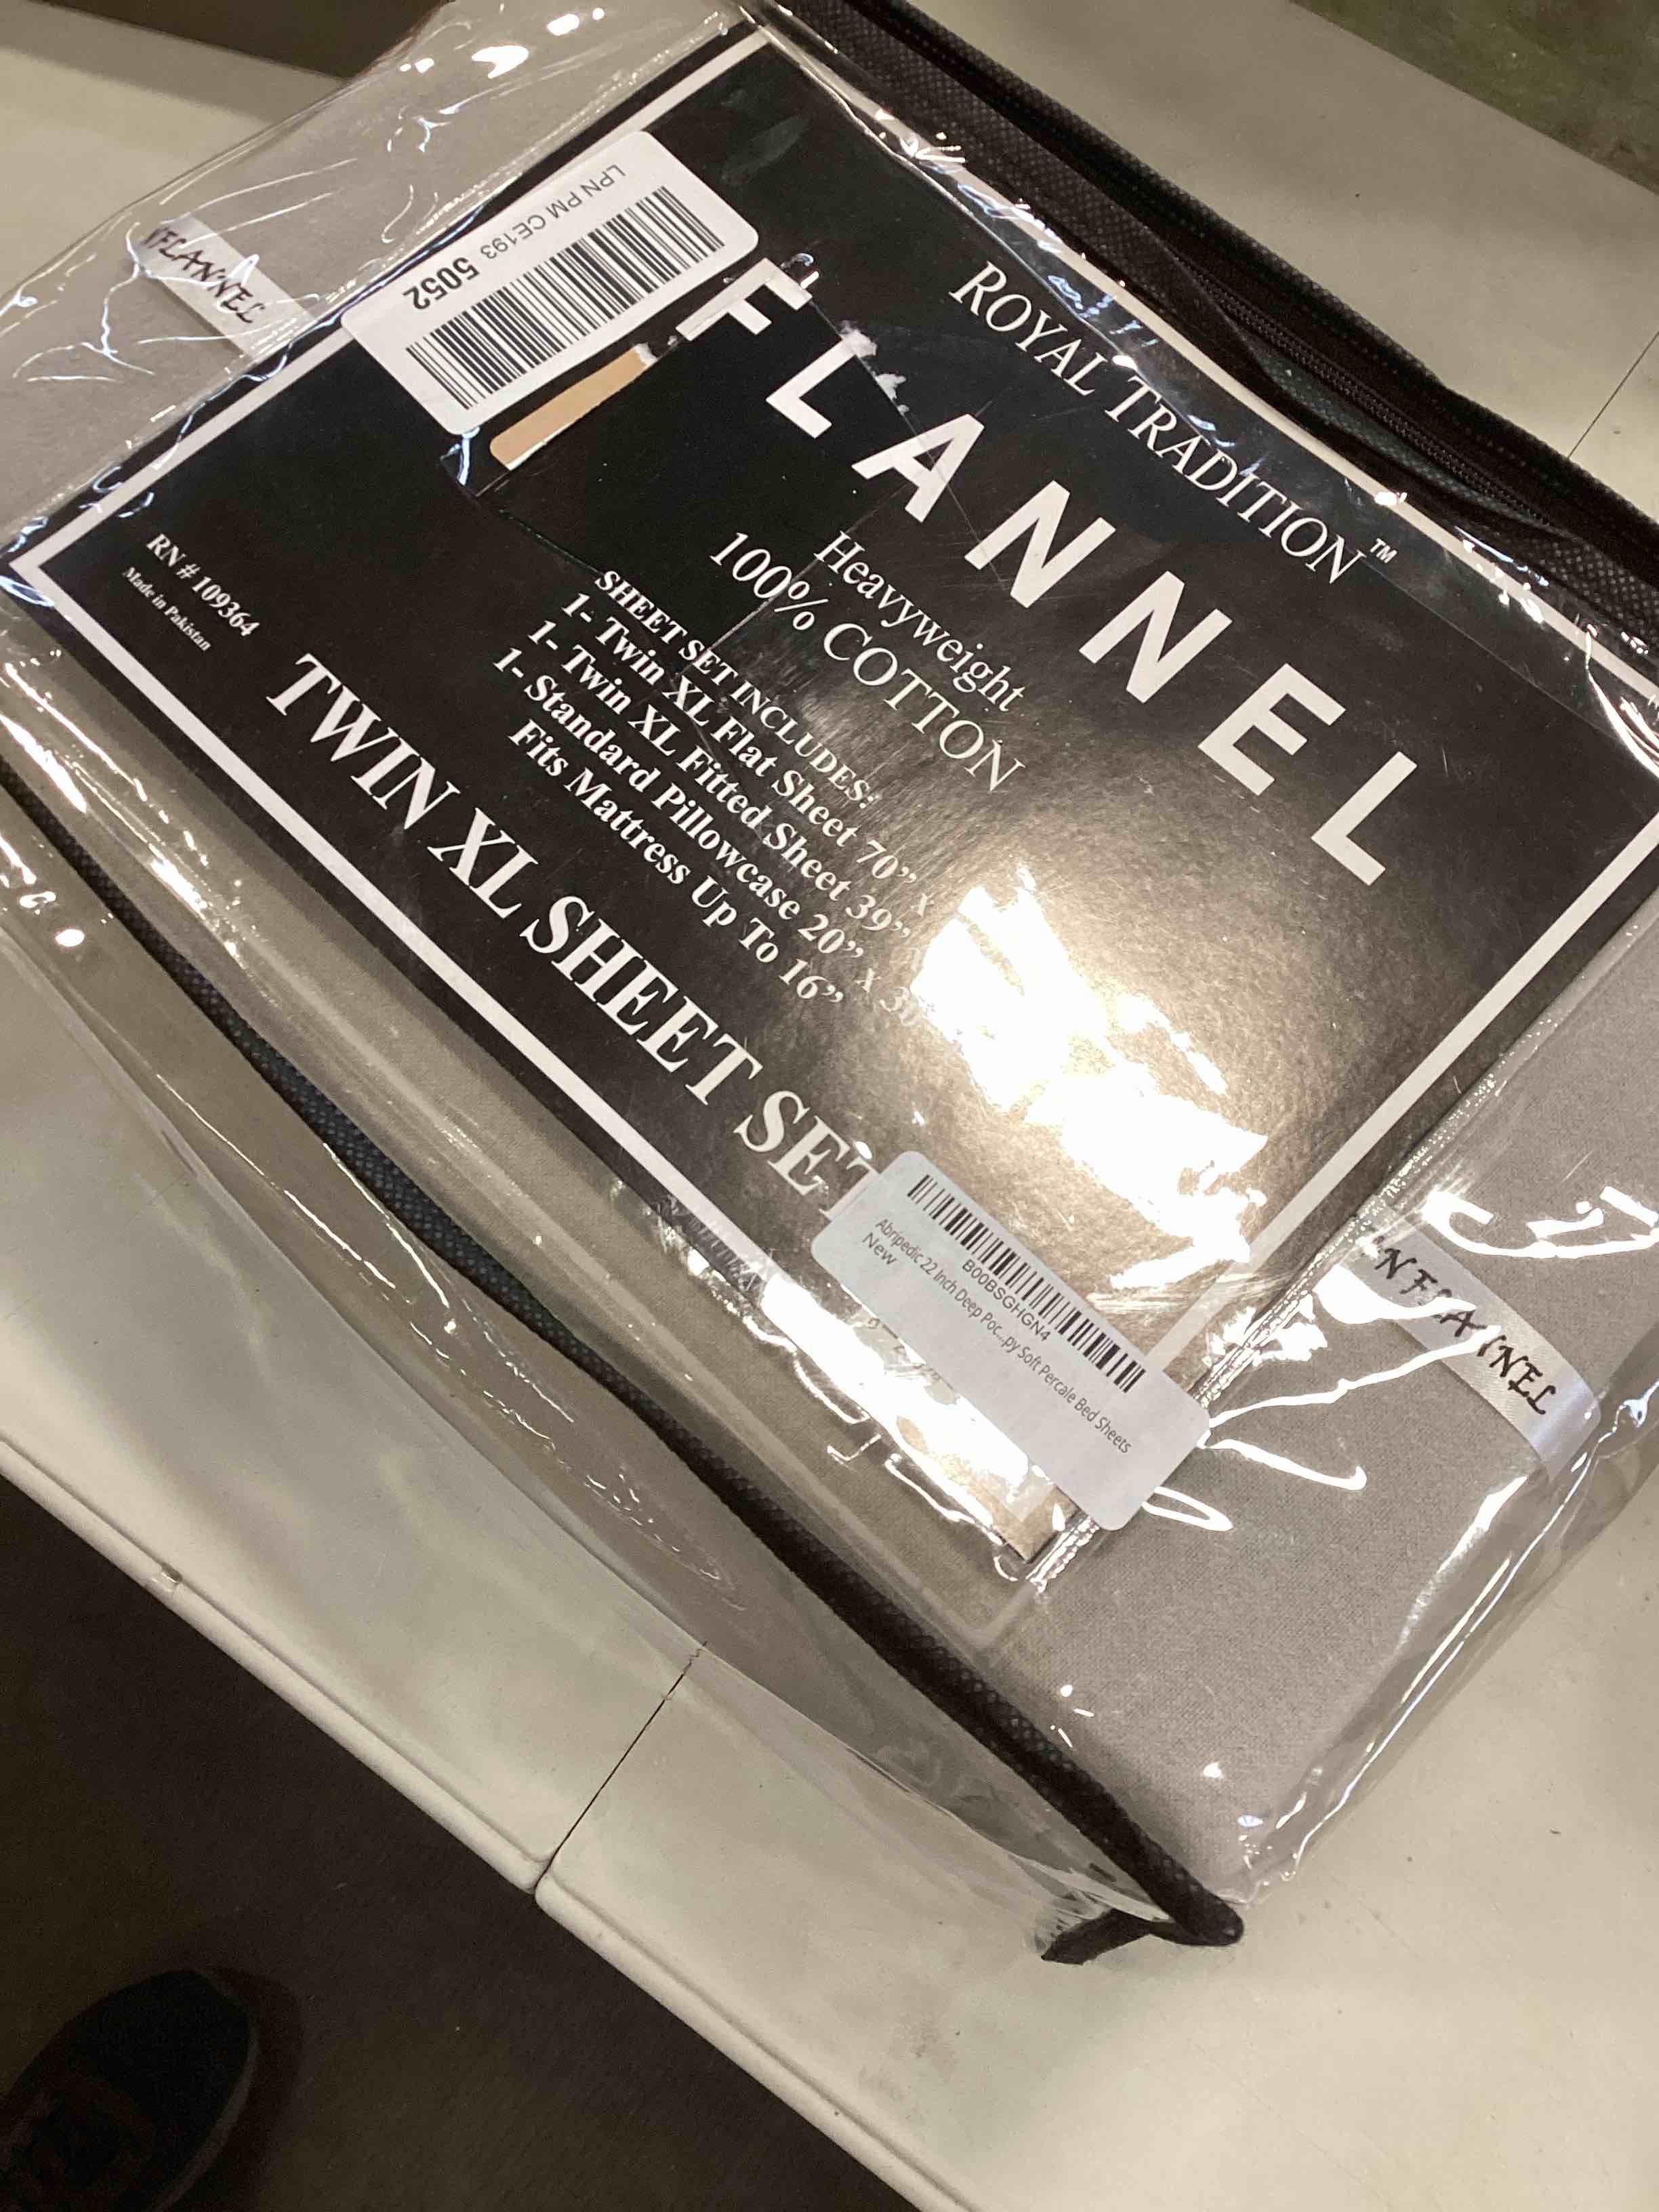 ROYAL TRADITION™
FLANNEL
Heavyweight
100% COTTON
SHEET SET INCLUDES:
1- Twin XL Flat Sheet 70” x
1- Twin XL Fitted Sheet 39”
1- Standard Pillowcase 20” x 30”
Fits Mattress Up To 16”
TWIN XL SHEET SET
RN # 109364
Made in Pakistan
LPN PM CE193 5052
FLANNEL
B00BSGHGN4
Abripedic 22 Inch Deep Poc...py Soft Percale Bed Sheets
New